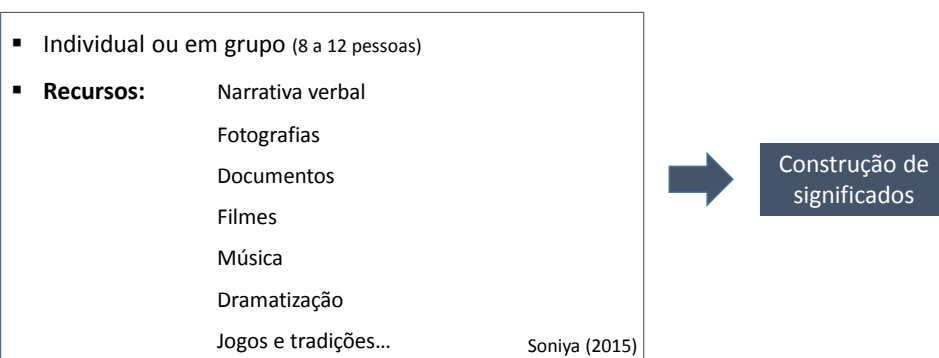 ▪ Individual ou em grupo (8 a 12 pessoas)
▪ Recursos: Narrativa verbal
Fotografias
Documentos
Filmes
Música
Dramatização
Jogos e tradições...
Soniya (2015)
Construção de
significados